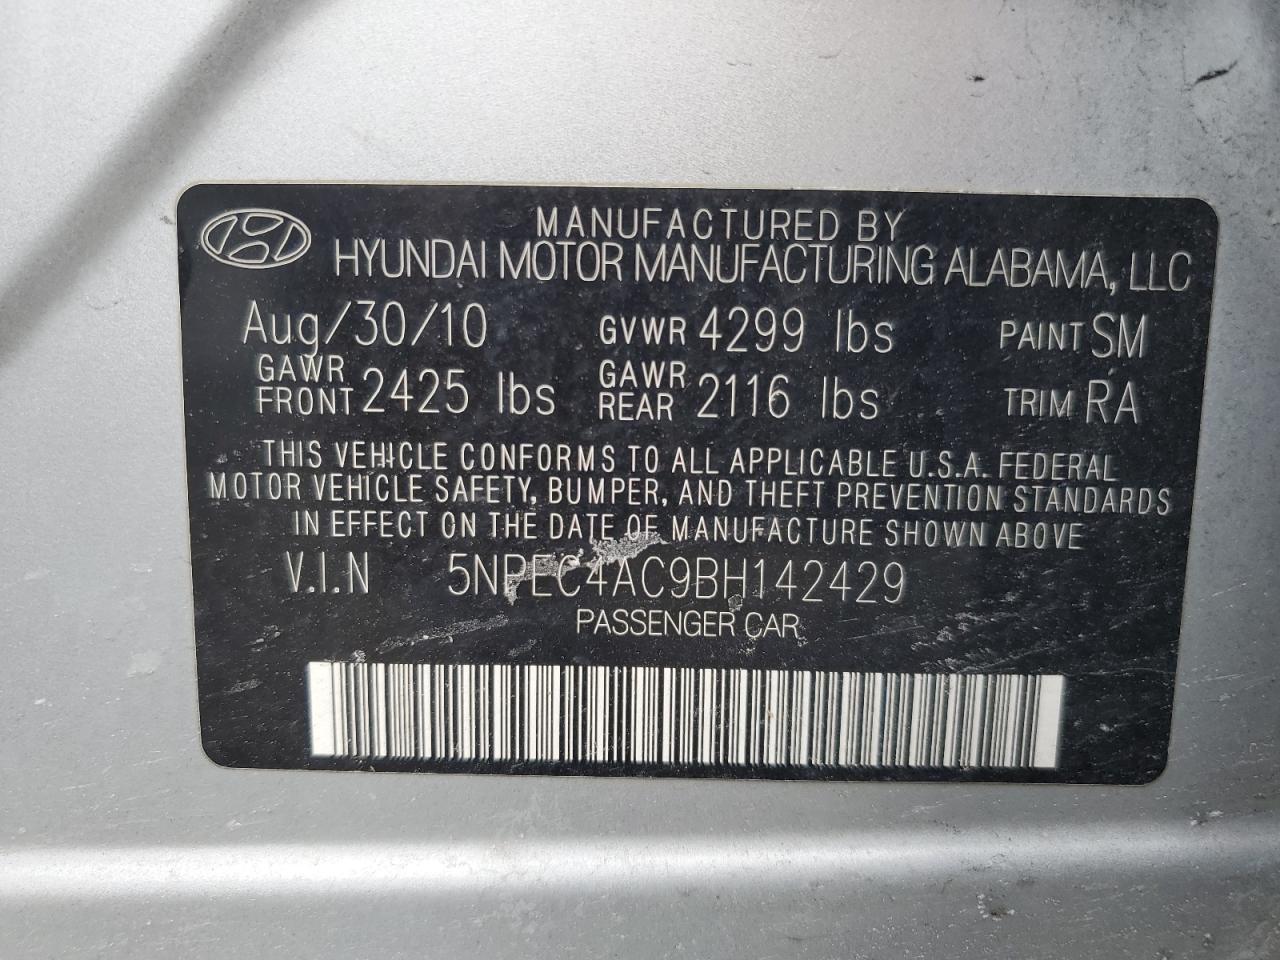 MANUFACTURED BY
HYUNDAI MOTOR MANUFACTURING ALABAMA, LLC
Aug/30/10 GVWR 4299 lbs PAINT SM
GAWR FRONT 2425 lbs GAWR REAR 2116 lbs TRIM RA
THIS VEHICLE CONFORMS TO ALL APPLICABLE U.S.A. FEDERAL
MOTOR VEHICLE SAFETY, BUMPER, AND THEFT PREVENTION STANDARDS
IN EFFECT ON THE DATE OF MANUFACTURE SHOWN ABOVE
V.I.N 5NPEC4AC9BH142429
PASSENGER CAR